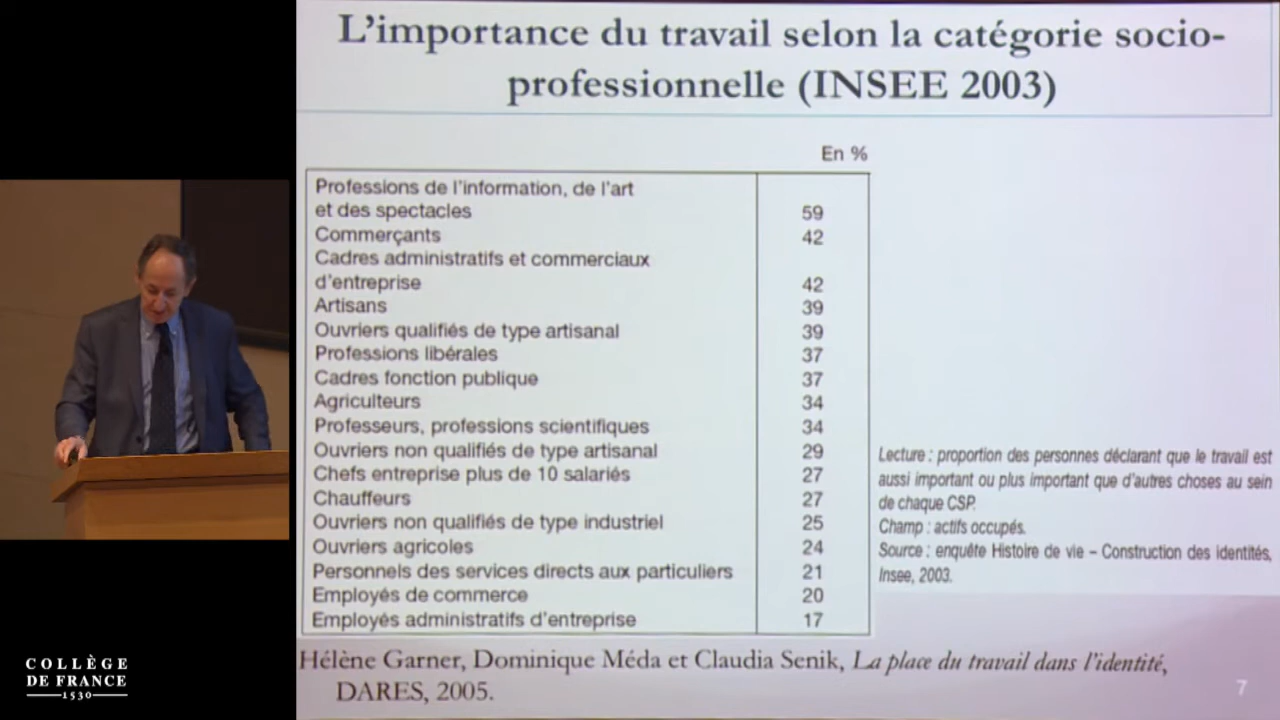 L'importance du travail selon la catégorie socio-
professionnelle (INSEE 2003)
En %
Professions de l'information, de l'art
et des spectacles 59
Commerçants 42
Cadres administratifs et commerciaux
d'entreprise 42
Artisans 39
Ouvriers qualifiés de type artisanal 39
Professions libérales 37
Cadres fonction publique 37
Agriculteurs 34
Professeurs, professions scientifiques 34
Ouvriers non qualifiés de type artisanal 29
Chefs entreprise plus de 10 salariés 27
Chauffeurs 27
Ouvriers non qualifiés de type industriel 25
Ouvriers agricoles 24
Personnels des services directs aux particuliers 21
Employés de commerce 20
Employés administratifs d'entreprise 17
Lecture : proportion des personnes déclarant que le travail est
aussi important ou plus important que d'autres choses au sein
de chaque CSP.
Champ : actifs occupés.
Source : enquête Histoire de vie – Construction des identités,
Insee, 2003.
Hélène Garner, Dominique Méda et Claudia Senik, La place du travail dans l'identité,
DARES, 2005.
7
COLLÈGE
DE FRANCE
1530